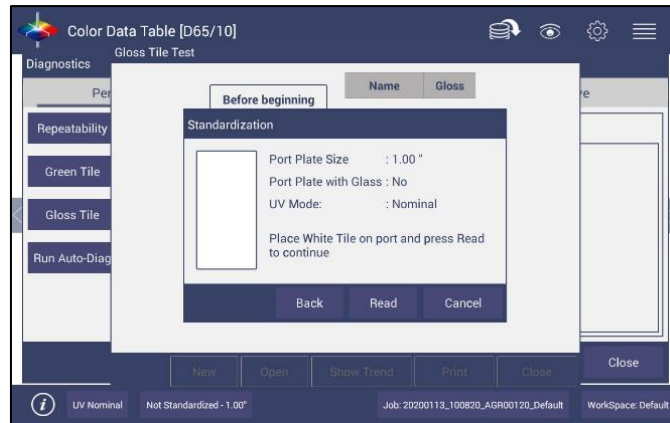 Color Data Table [D65/10]
Gloss Tile Test
Diagnostics
Per
Name Gloss
Before beginning
Repeatability
Green Tile
Gloss Tile
Run Auto-Diag
Standardization
Port Plate Size : 1.00 "
Port Plate with Glass : No
UV Mode: : Nominal
Place White Tile on port and press Read
to continue
Back Read Cancel
New Open Show Trend Print Close
Close
UV Nominal Not Standardized - 1.00" Job: 20200113_100820_AGR00120_Default WorkSpace: Default